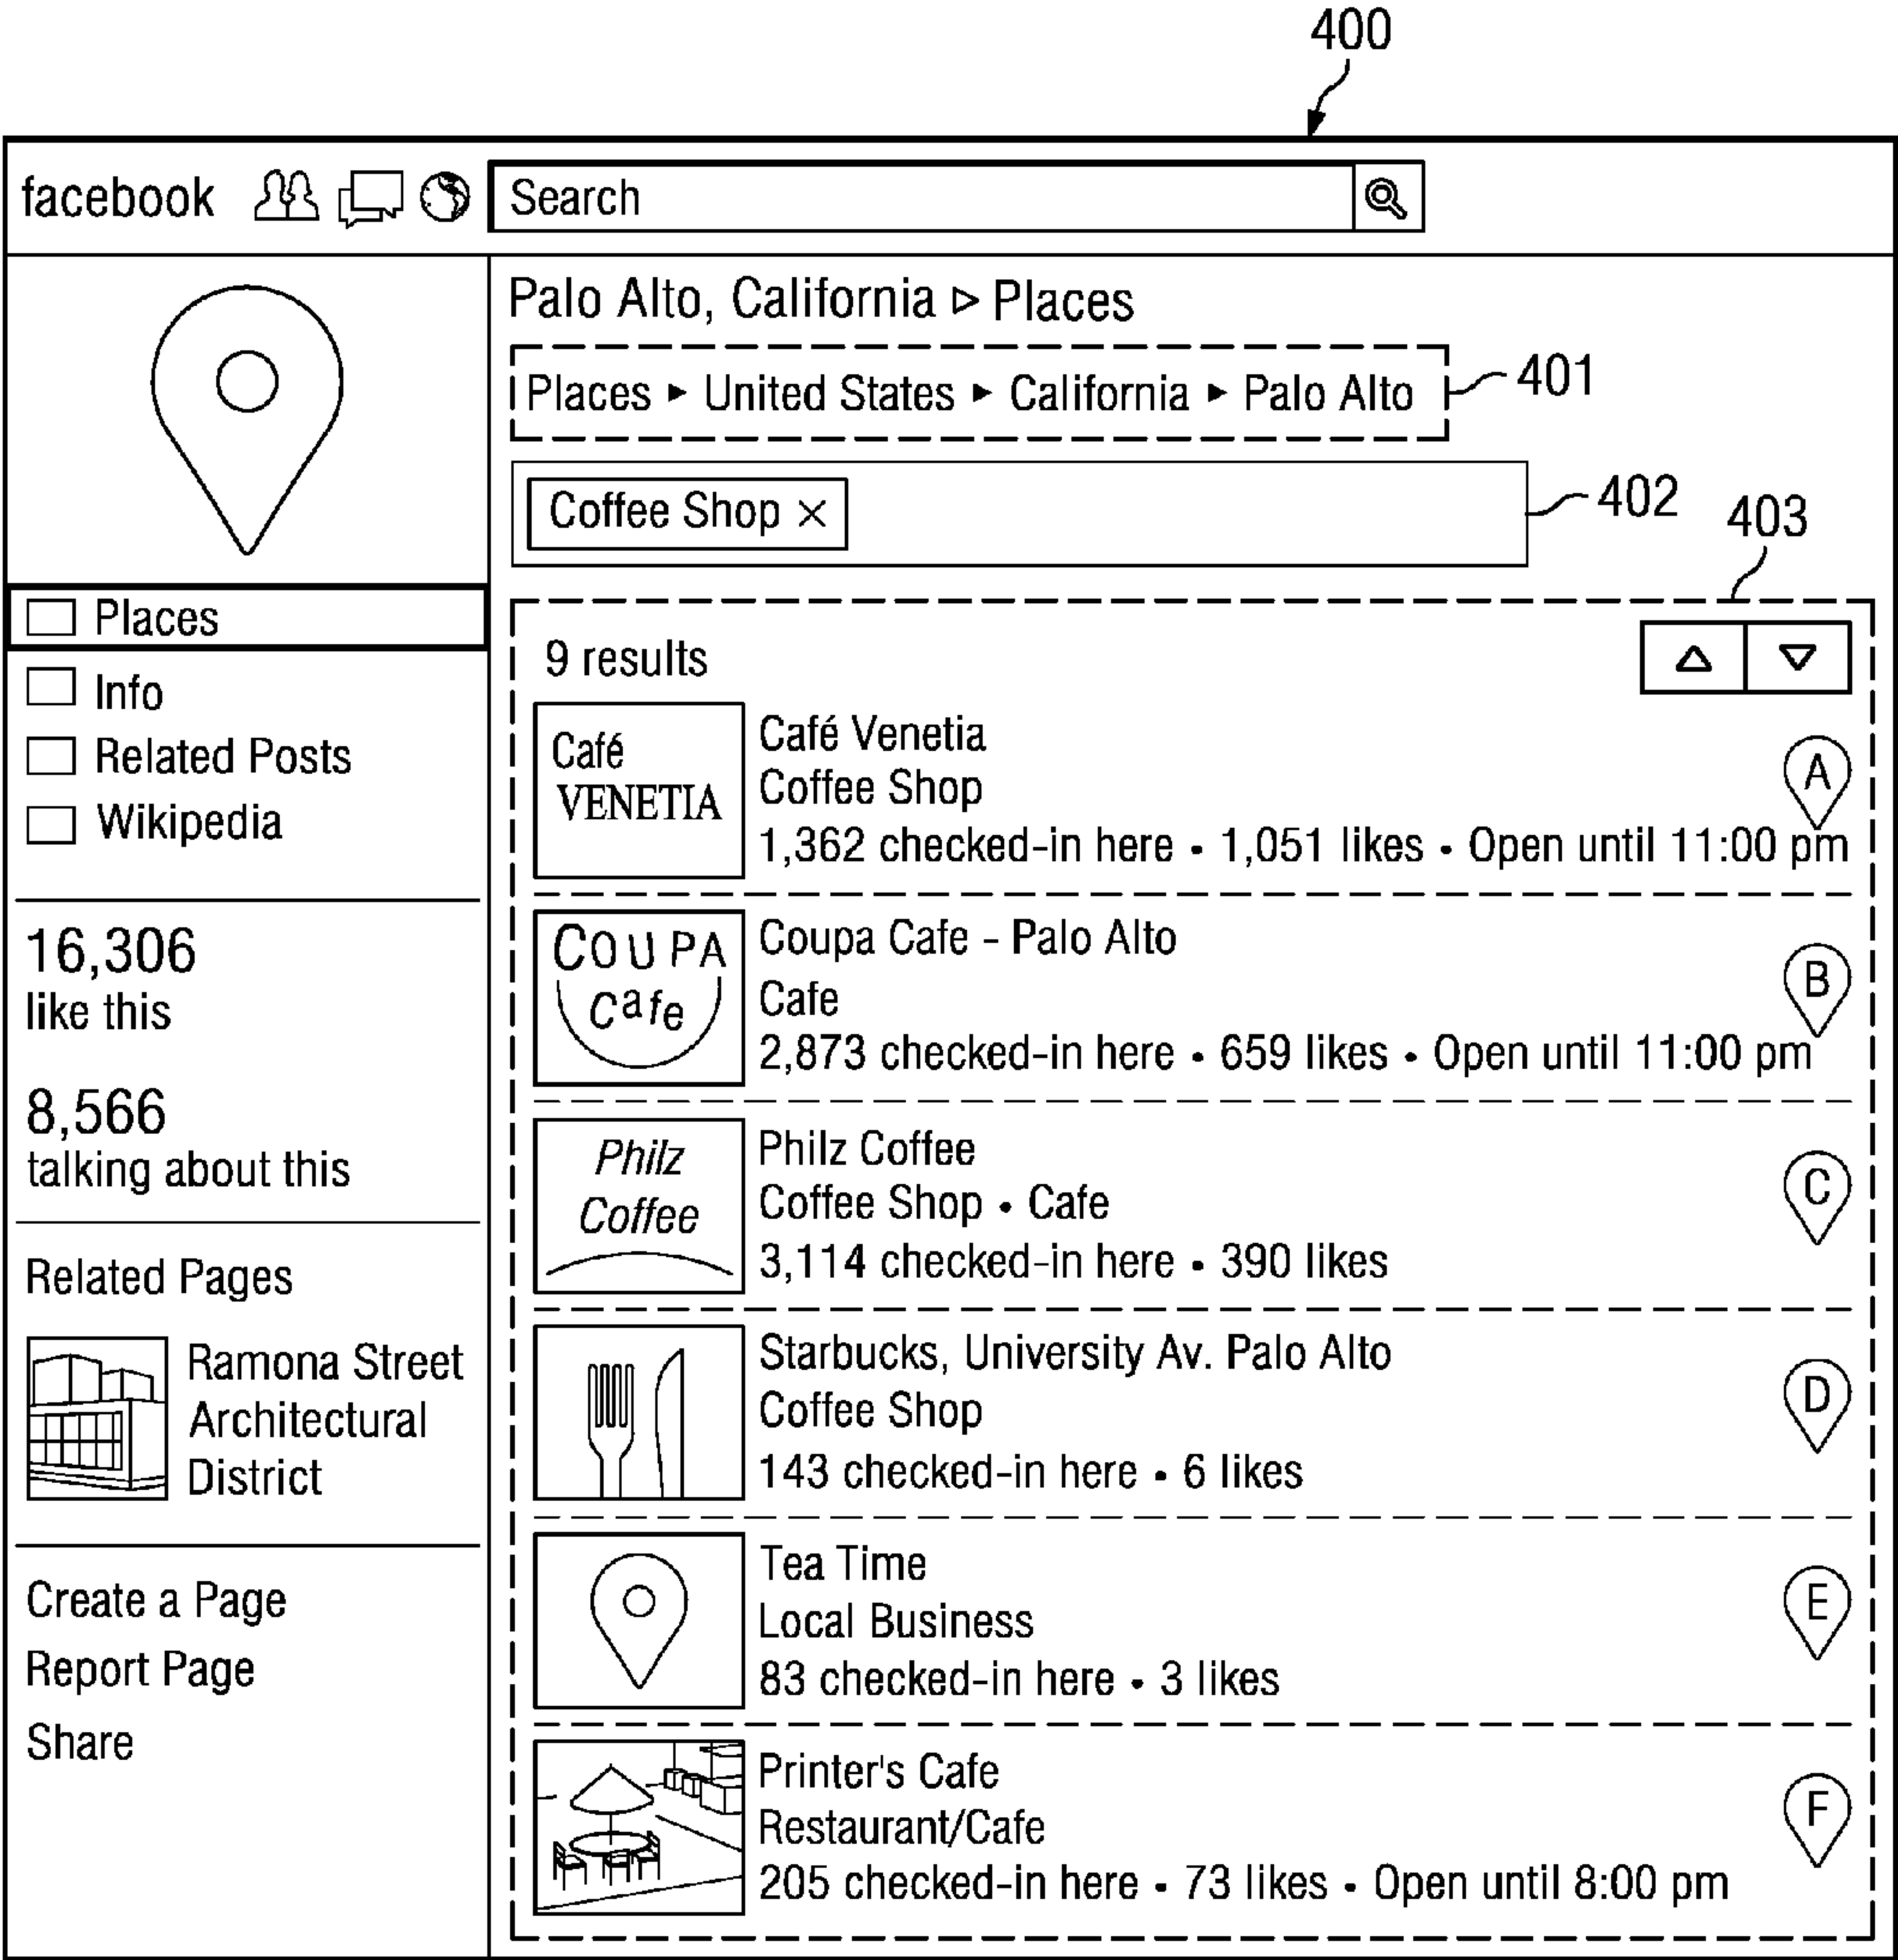 400
facebook
Search
Palo Alto, California ▷ Places
Places ▸ United States ▸ California ▸ Palo Alto
401
Coffee Shop ×
402
403
Places
Info
Related Posts
Wikipedia
16,306
like this
8,566
talking about this
Related Pages
Ramona Street
Architectural
District
Create a Page
Report Page
Share
9 results
Café
VENETIA
Café Venetia
Coffee Shop
1,362 checked-in here • 1,051 likes • Open until 11:00 pm
A
COUPA
Cafe
Coupa Cafe - Palo Alto
Cafe
2,873 checked-in here • 659 likes • Open until 11:00 pm
B
Philz
Coffee
Philz Coffee
Coffee Shop • Cafe
3,114 checked-in here • 390 likes
C
Starbucks, University Av. Palo Alto
Coffee Shop
143 checked-in here • 6 likes
D
Tea Time
Local Business
83 checked-in here • 3 likes
E
Printer's Cafe
Restaurant/Cafe
205 checked-in here • 73 likes • Open until 8:00 pm
F